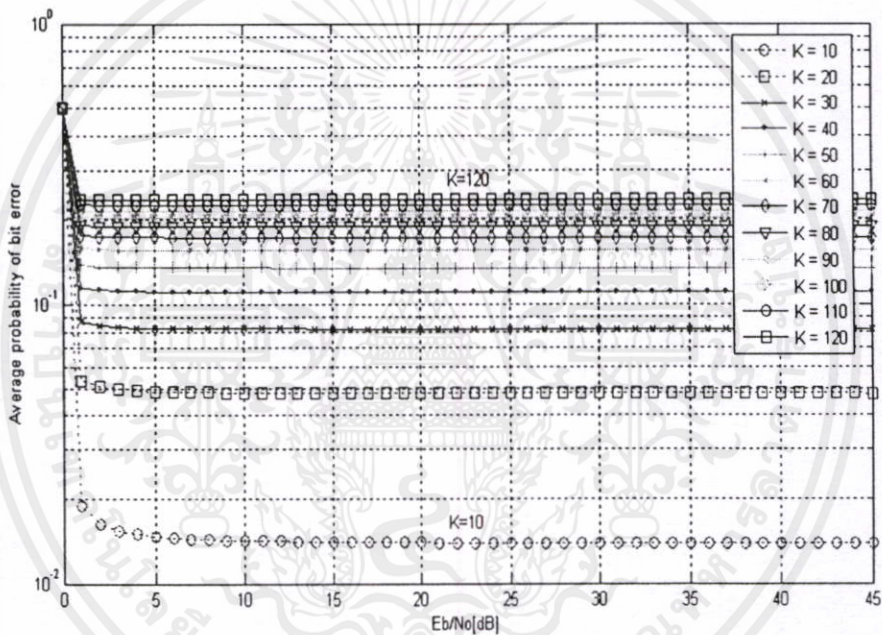 10⁰
10⁻¹
10⁻²
Average probability of bit error
K=120
K=10
K = 10
K = 20
K = 30
K = 40
K = 50
K = 60
K = 70
K = 80
K = 90
K = 100
K = 110
K = 120
0 5 10 15 20 25 30 35 40 45
Eb/No[dB]